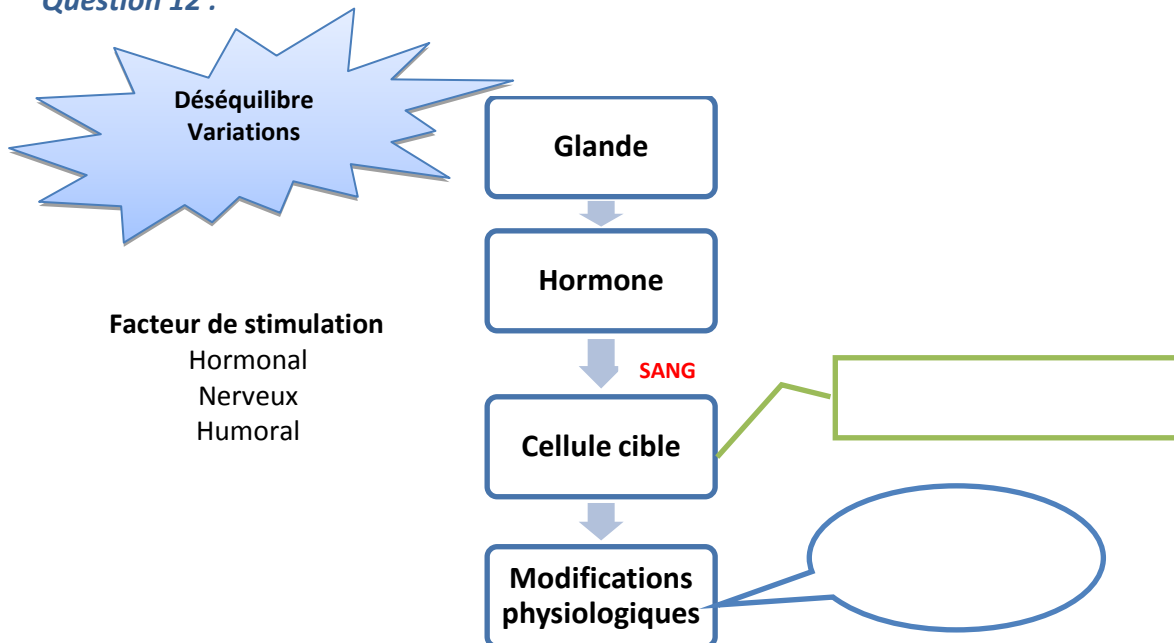 Question 12 :
Déséquilibre
Variations
Glande
Hormone
Facteur de stimulation
Hormonal
Nerveux
Humoral
SANG
Cellule cible
Modifications
physiologiques